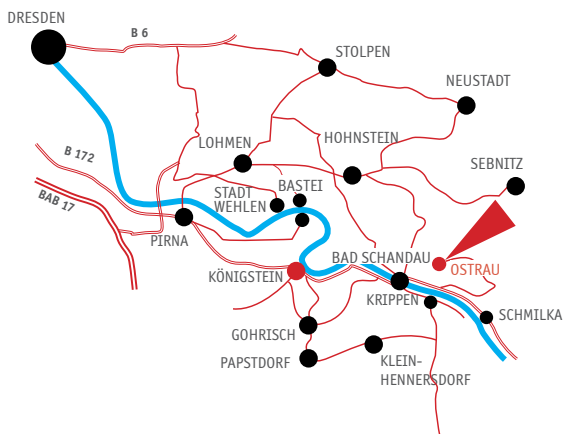 DRESDEN
B 6
STOLPEN
NEUSTADT
B 172
LOHMEN
HOHNSTEIN
SEBNITZ
BAB 17
STADT
WEHLEN
BASTEI
PIRNA
BAD SCHANDAU
KÖNIGSTEIN
OSTRAU
KRIPPEN
SCHMILKA
GOHRISCH
PAPSTDORF
KLEIN-
HENNERSDORF